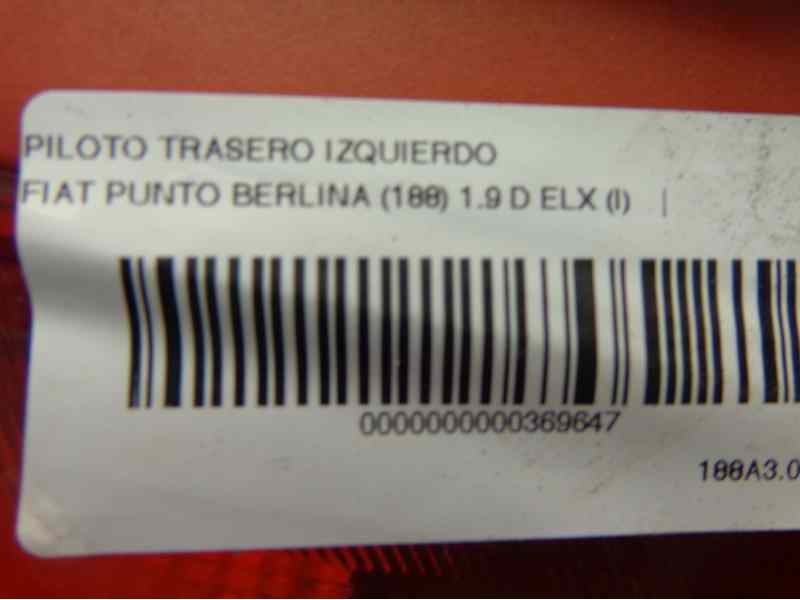 PILOTO TRASERO IZQUIERDO
FIAT PUNTO BERLINA (188) 1.9 D ELX (I) |
0000000000369647
188A3.0